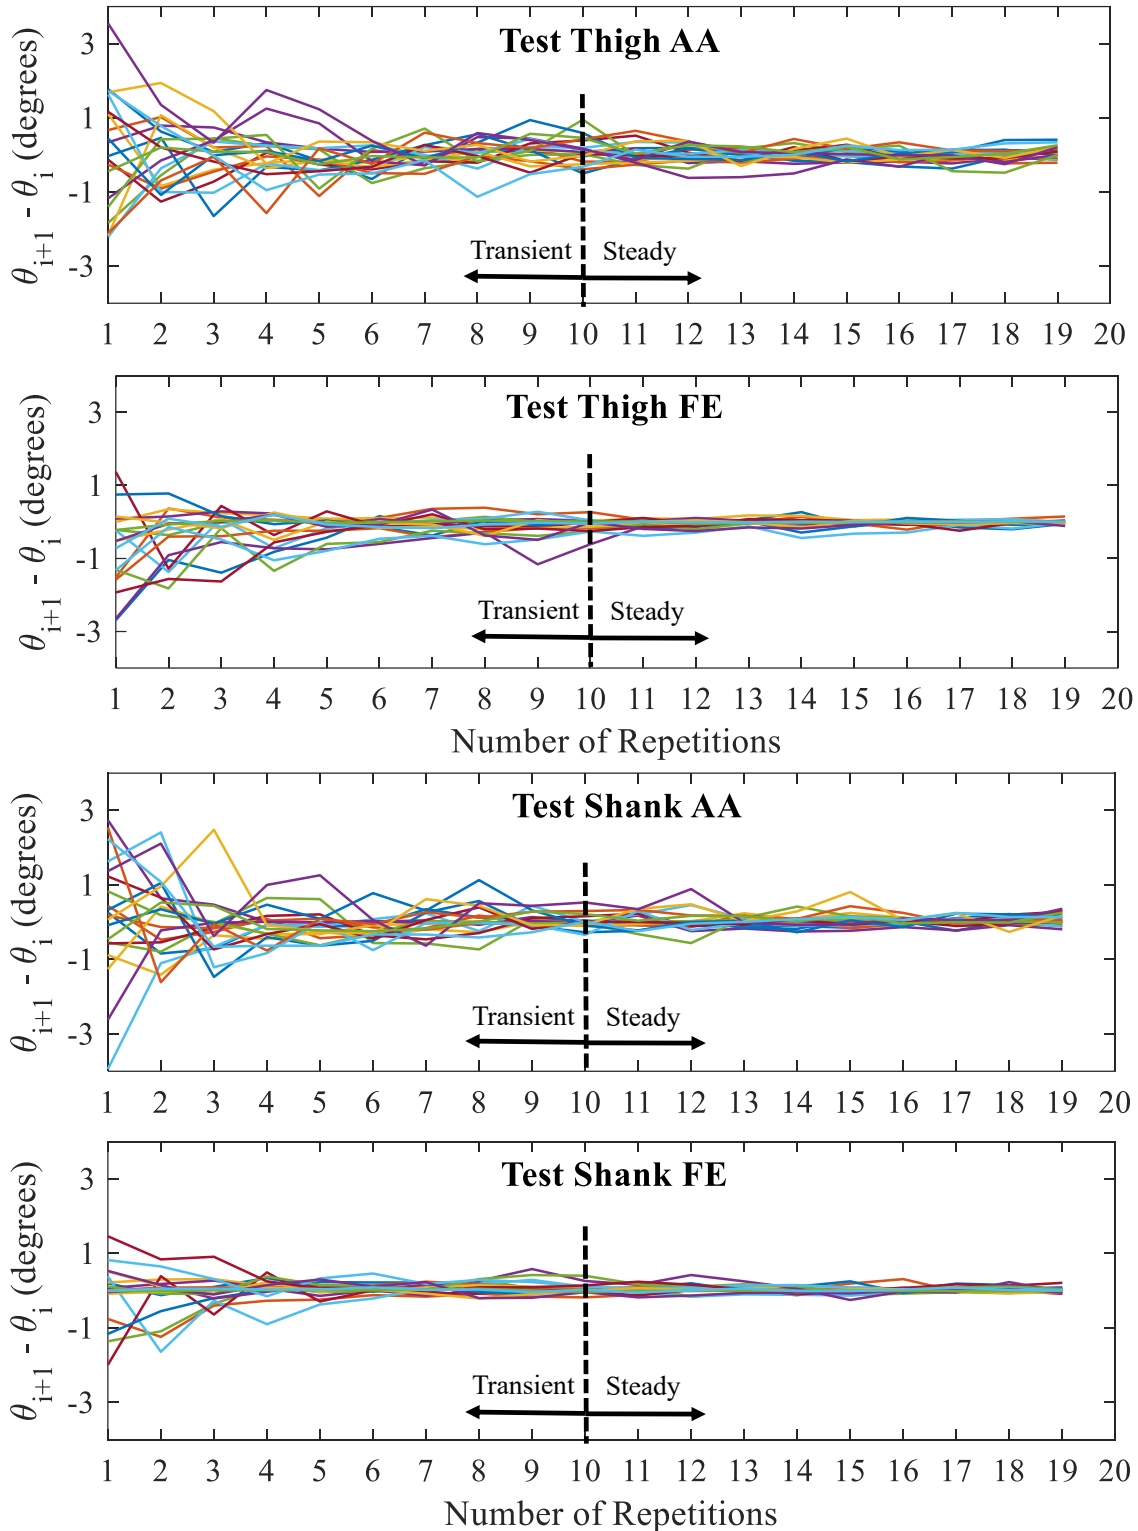 Test Thigh AA
θi+1 - θi (degrees)
3
1
-1
-3
Transient Steady
1 2 3 4 5 6 7 8 9 10 11 12 13 14 15 16 17 18 19 20
Test Thigh FE
θi+1 - θi (degrees)
3
1
-1
-3
Transient Steady
1 2 3 4 5 6 7 8 9 10 11 12 13 14 15 16 17 18 19 20
Number of Repetitions
Test Shank AA
θi+1 - θi (degrees)
3
1
-1
-3
Transient Steady
1 2 3 4 5 6 7 8 9 10 11 12 13 14 15 16 17 18 19 20
Test Shank FE
θi+1 - θi (degrees)
3
1
-1
-3
Transient Steady
1 2 3 4 5 6 7 8 9 10 11 12 13 14 15 16 17 18 19 20
Number of Repetitions